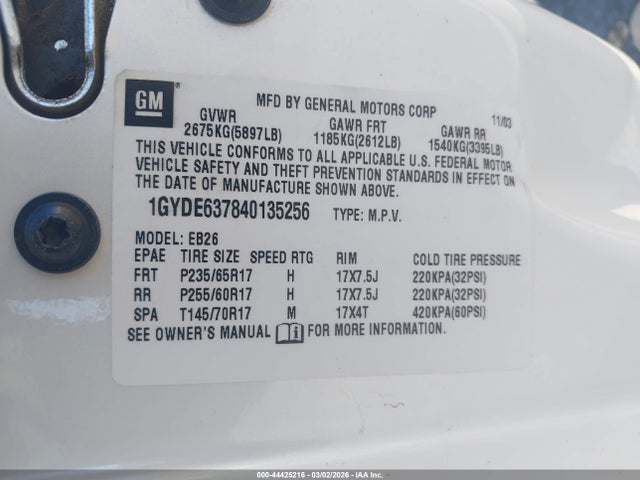 GM
MFD BY GENERAL MOTORS CORP 11/03
GVWR GAWR FRT GAWR RR
2675KG(5897LB) 1185KG(2612LB) 1540KG(3395LB)
THIS VEHICLE CONFORMS TO ALL APPLICABLE U.S. FEDERAL MOTOR
VEHICLE SAFETY AND THEFT PREVENTION STANDARDS IN EFFECT ON
THE DATE OF MANUFACTURE SHOWN ABOVE.
1GYDE637840135256 TYPE: M.P.V.
MODEL: EB26
EPAE TIRE SIZE SPEED RTG RIM COLD TIRE PRESSURE
FRT P235/65R17 H 17X7.5J 220KPA(32PSI)
RR P255/60R17 H 17X7.5J 220KPA(32PSI)
SPA T145/70R17 M 17X4T 420KPA(60PSI)
SEE OWNER'S MANUAL i FOR MORE INFORMATION.
000-44425216 - 03/02/2026 - IAA Inc.